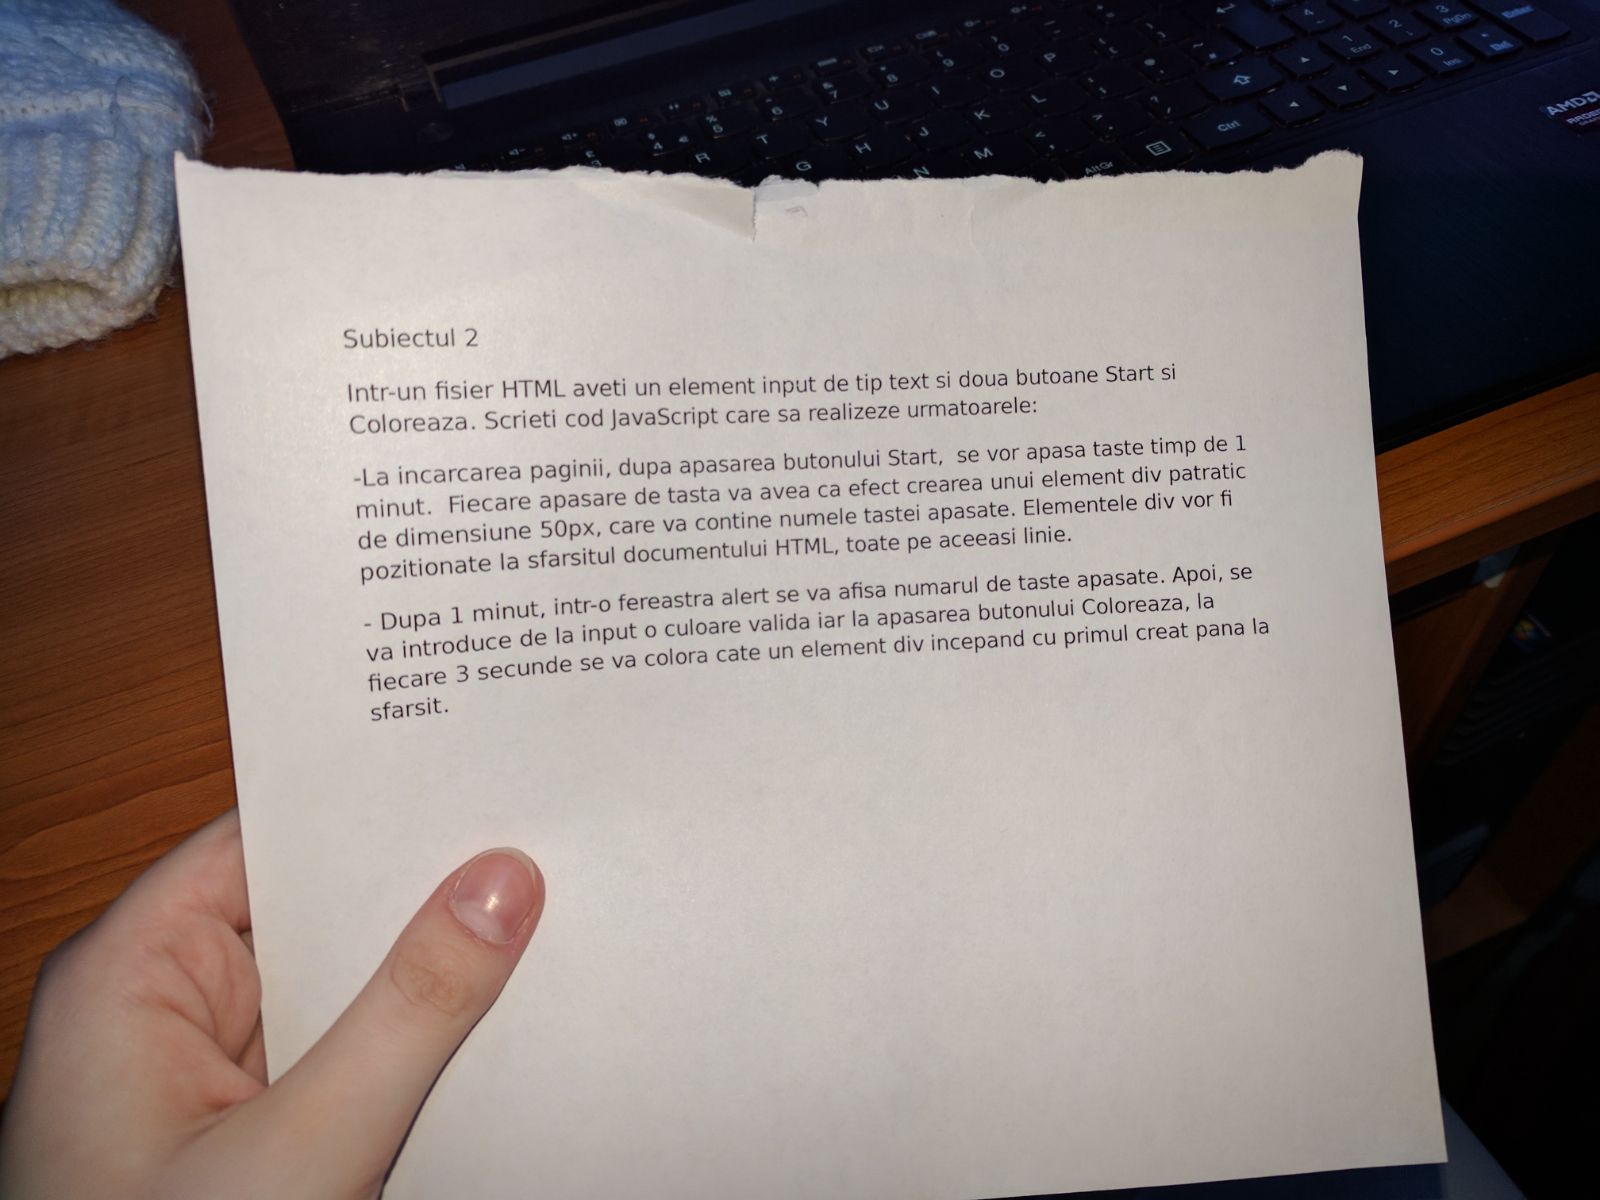 Subiectul 2
Intr-un fisier HTML aveti un element input de tip text si doua butoane Start si
Coloreaza. Scrieti cod JavaScript care sa realizeze urmatoarele:
-La incarcarea paginii, dupa apasarea butonului Start,  se vor apasa taste timp de 1
minut.  Fiecare apasare de tasta va avea ca efect crearea unui element div patratic
de dimensiune 50px, care va contine numele tastei apasate. Elementele div vor fi
pozitionate la sfarsitul documentului HTML, toate pe aceeasi linie.
- Dupa 1 minut, intr-o fereastra alert se va afisa numarul de taste apasate. Apoi, se
va introduce de la input o culoare valida iar la apasarea butonului Coloreaza, la
fiecare 3 secunde se va colora cate un element div incepand cu primul creat pana la
sfarsit.